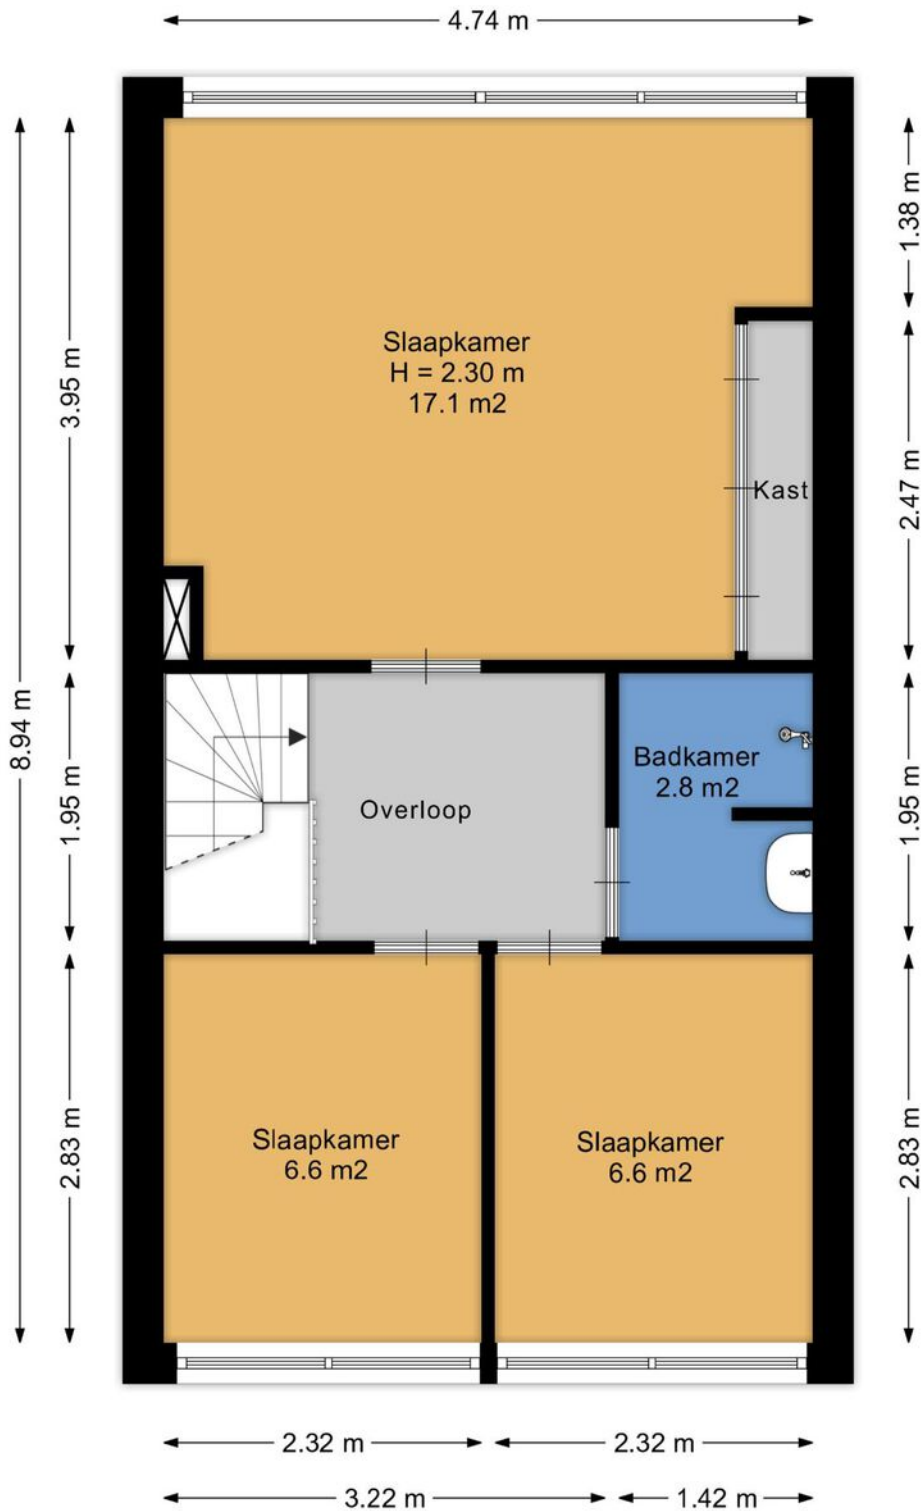 4.74 m
1.38 m
3.95 m
Slaapkamer
H = 2.30 m
17.1 m2
2.47 m
Kast
8.94 m
1.95 m
Overloop
Badkamer
2.8 m2
1.95 m
2.83 m
Slaapkamer
6.6 m2
Slaapkamer
6.6 m2
2.83 m
2.32 m
2.32 m
3.22 m
1.42 m